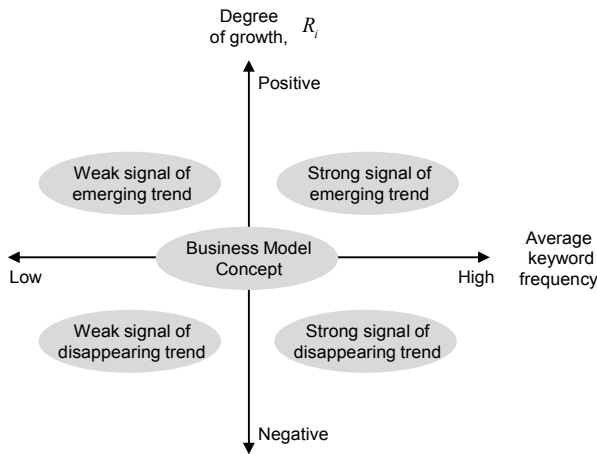 Degree
of growth, R_i
Positive
Weak signal of
emerging trend
Strong signal of
emerging trend
Business Model
Concept
Average
keyword
frequency
Low
High
Weak signal of
disappearing trend
Strong signal of
disappearing trend
Negative